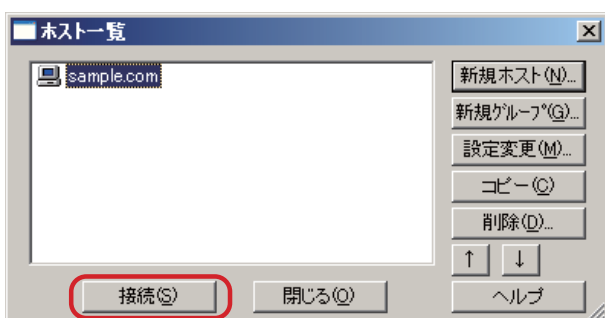 ホスト一覧
sample.com
新規ホスト(N)...
新規ｸﾞﾙｰﾌﾟ(G)...
設定変更(M)...
コピー(C)
削除(D)...
↑ ↓
接続(S) 閉じる(O) ヘルプ